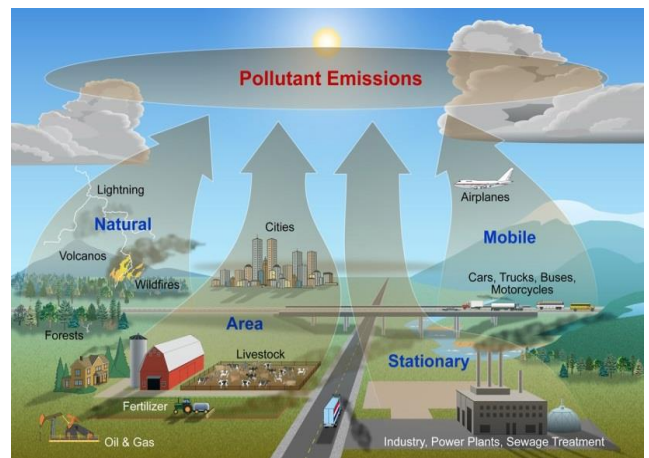 Pollutant Emissions
Lightning
Natural
Volcanos
Wildfires
Forests
Cities
Airplanes
Mobile
Cars, Trucks, Buses,
Motorcycles
Area
Livestock
Fertilizer
Oil & Gas
Stationary
Industry, Power Plants, Sewage Treatment